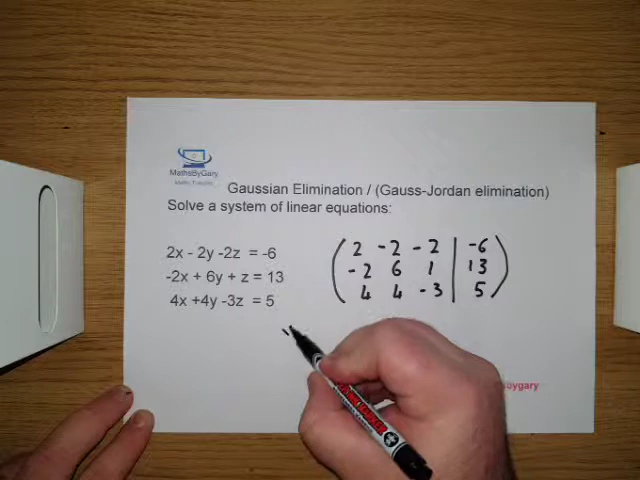 MathsByGary
Gaussian Elimination / (Gauss-Jordan elimination)
Solve a system of linear equations:
2x - 2y -2z = -6
-2x + 6y + z = 13
4x +4y -3z = 5
2 -2 -2 | -6
-2 6 1 | 13
4 4 -3 | 5